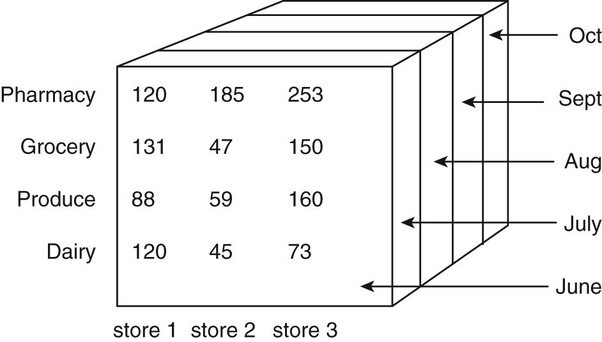 Oct
Pharmacy 120 185 253
Sept
Grocery 131 47 150
Aug
Produce 88 59 160
July
Dairy 120 45 73
June
store 1 store 2 store 3